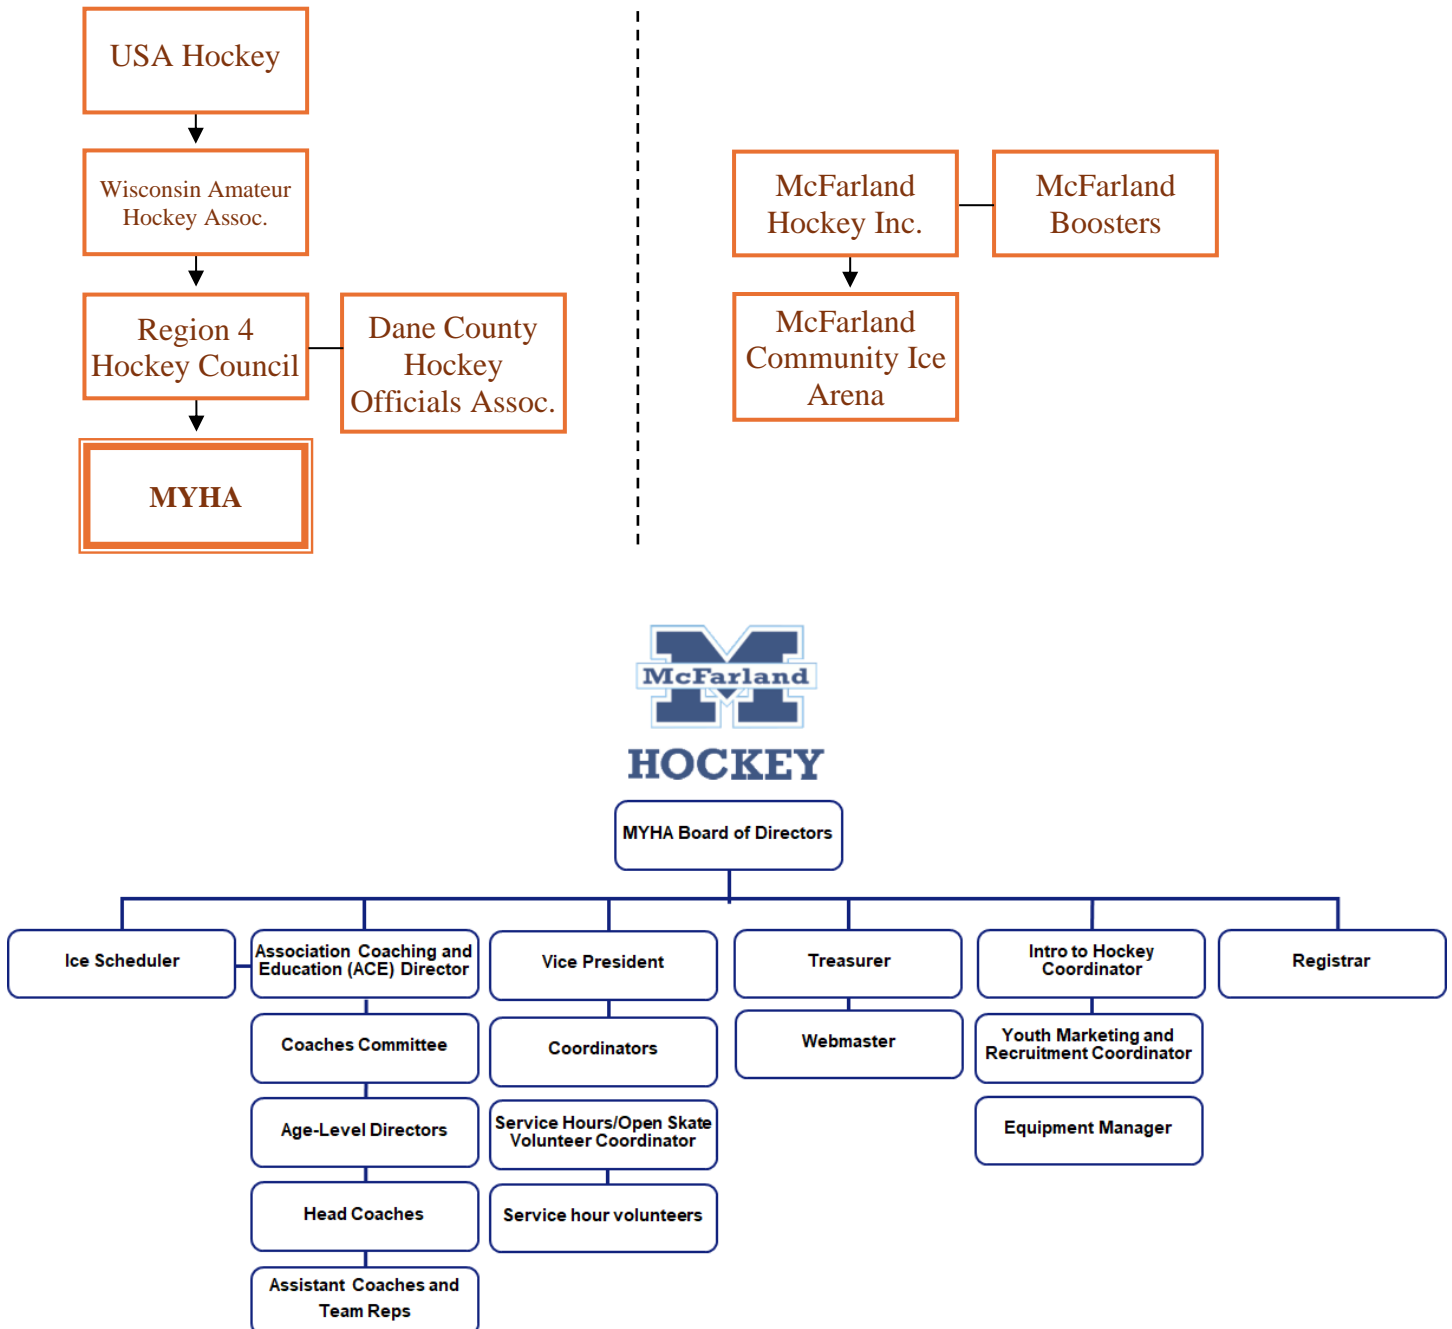 USA Hockey
Wisconsin Amateur
Hockey Assoc.
Region 4
Hockey Council
Dane County
Hockey
Officials Assoc.
MYHA
McFarland
Hockey Inc.
McFarland
Boosters
McFarland
Community Ice
Arena
McFarland
HOCKEY
MYHA Board of Directors
Ice Scheduler
Association Coaching and
Education (ACE) Director
Vice President
Treasurer
Intro to Hockey
Coordinator
Registrar
Coaches Committee
Coordinators
Webmaster
Youth Marketing and
Recruitment Coordinator
Age-Level Directors
Service Hours/Open Skate
Volunteer Coordinator
Equipment Manager
Head Coaches
Service hour volunteers
Assistant Coaches and
Team Reps